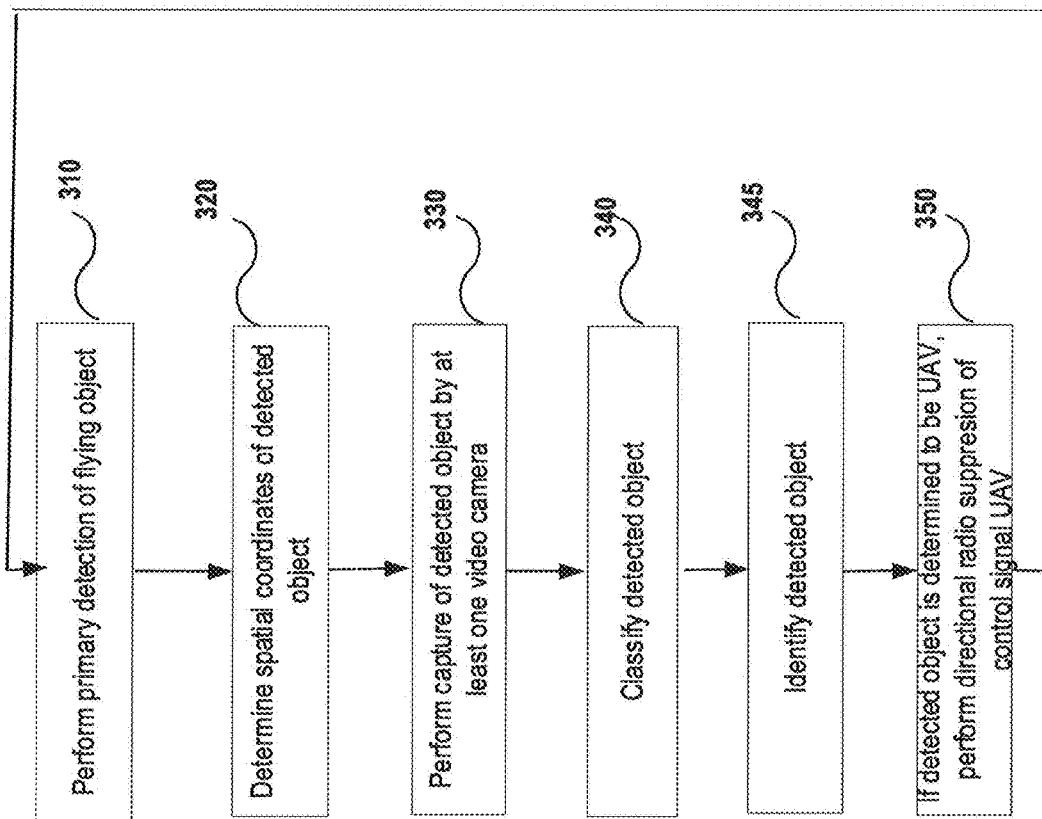 310
Perform primary detection of flying object
320
Determine spatial coordinates of detected
object
330
Perform capture of detected object by at
least one video camera
340
Classify detected object
345
Identify detected object
350
If detected object is determined to be UAV,
perform directional radio suppresion of
control signal UAV